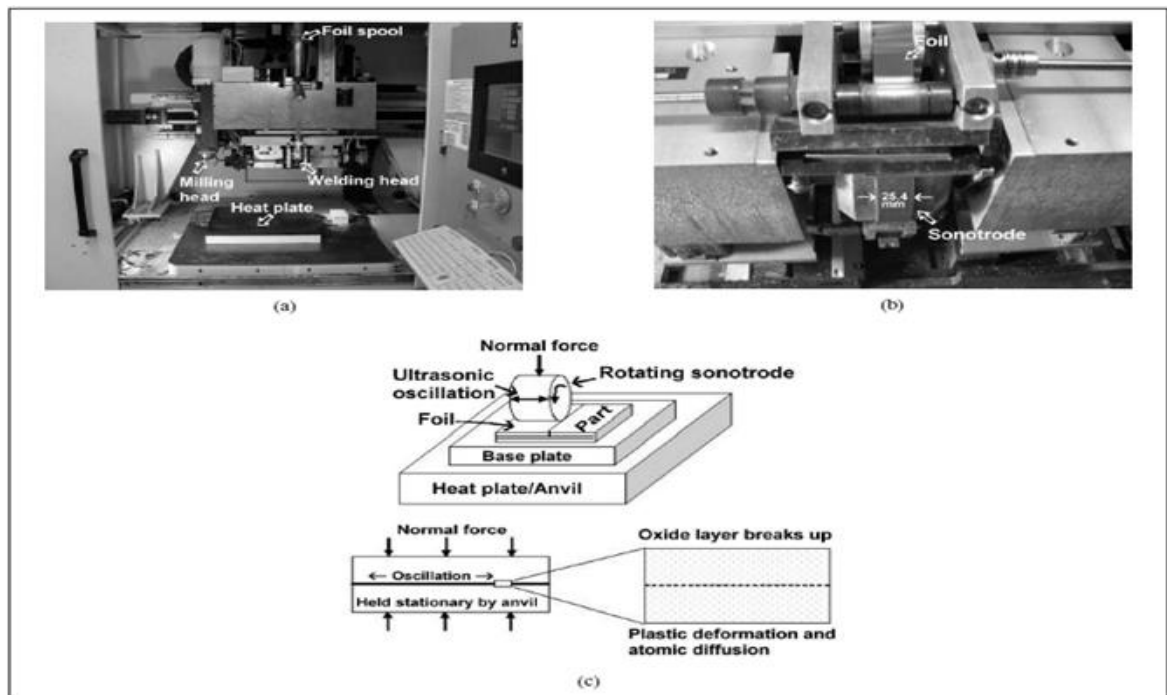 Foil spool
Milling
head
Welding head
Heat plate
(a)
Foil
25.4
mm
Sonotrode
(b)
Normal force
Ultrasonic
oscillation
Rotating sonotrode
Foil
Part
Base plate
Heat plate/Anvil
Normal force
Oscillation
Held stationary by anvil
Oxide layer breaks up
Plastic deformation and
atomic diffusion
(c)